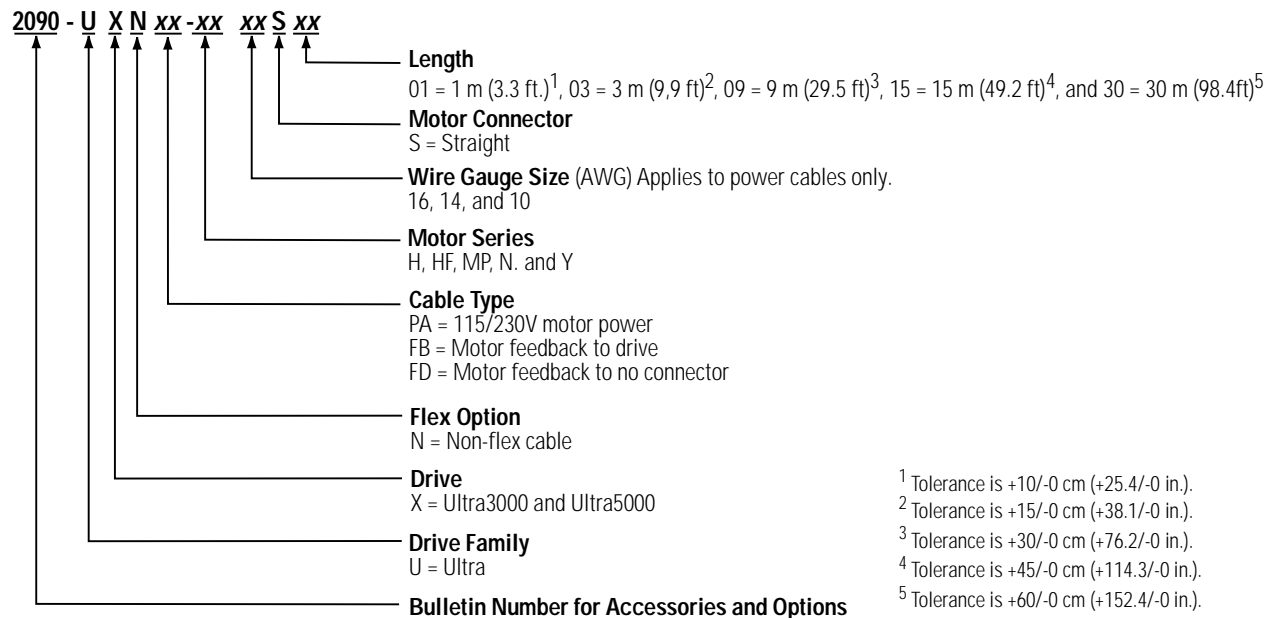 2090 - U X N xx -xx xx S xx
Length
01 = 1 m (3.3 ft.)1, 03 = 3 m (9,9 ft)2, 09 = 9 m (29.5 ft)3, 15 = 15 m (49.2 ft)4, and 30 = 30 m (98.4ft)5
Motor Connector
S = Straight
Wire Gauge Size (AWG) Applies to power cables only.
16, 14, and 10
Motor Series
H, HF, MP, N. and Y
Cable Type
PA = 115/230V motor power
FB = Motor feedback to drive
FD = Motor feedback to no connector
Flex Option
N = Non-flex cable
Drive
X = Ultra3000 and Ultra5000
Drive Family
U = Ultra
Bulletin Number for Accessories and Options
1 Tolerance is +10/-0 cm (+25.4/-0 in.).
2 Tolerance is +15/-0 cm (+38.1/-0 in.).
3 Tolerance is +30/-0 cm (+76.2/-0 in.).
4 Tolerance is +45/-0 cm (+114.3/-0 in.).
5 Tolerance is +60/-0 cm (+152.4/-0 in.).